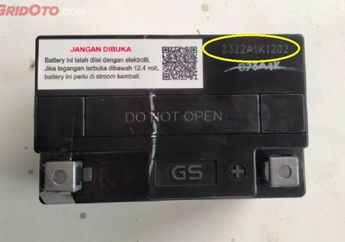 GRIDOTO.COM
JANGAN DIBUKA
Battery ini telah diisi dengan elektrolit.
Jika tegangan terbuka dibawah 12.4 volt,
battery ini perlu di stroom kembali.
2322A1K1202
DO NOT OPEN
GS +